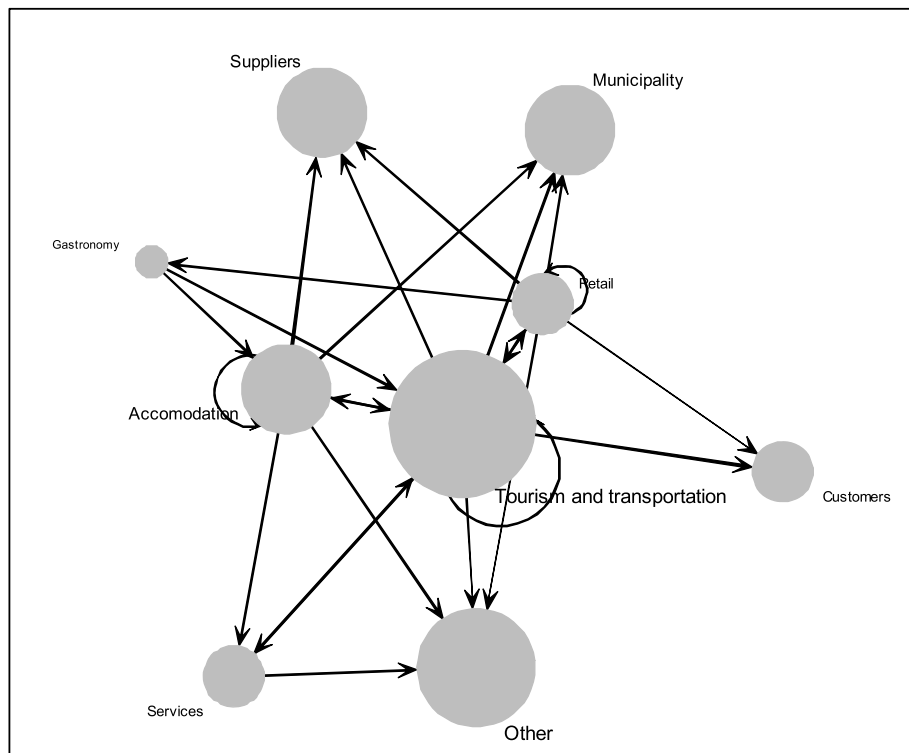 Suppliers
Municipality
Gastronomy
Retail
Accomodation
Tourism and transportation
Customers
Services
Other